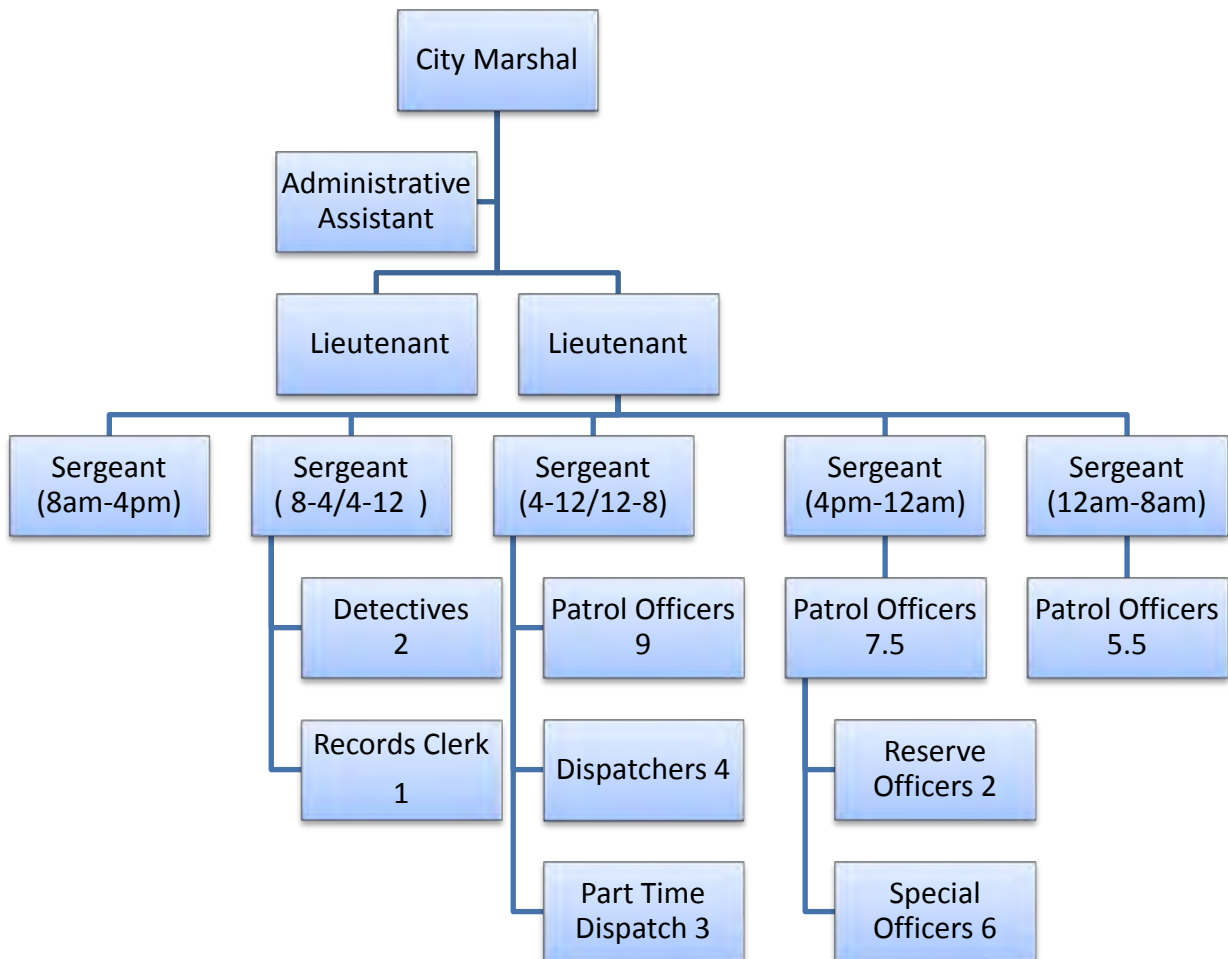 City Marshal
Administrative
Assistant
Lieutenant
Lieutenant
Sergeant
(8am-4pm)
Sergeant
( 8-4/4-12 )
Sergeant
(4-12/12-8)
Sergeant
(4pm-12am)
Sergeant
(12am-8am)
Detectives
2
Records Clerk
1
Patrol Officers
9
Dispatchers 4
Part Time
Dispatch 3
Patrol Officers
7.5
Reserve
Officers 2
Special
Officers 6
Patrol Officers
5.5